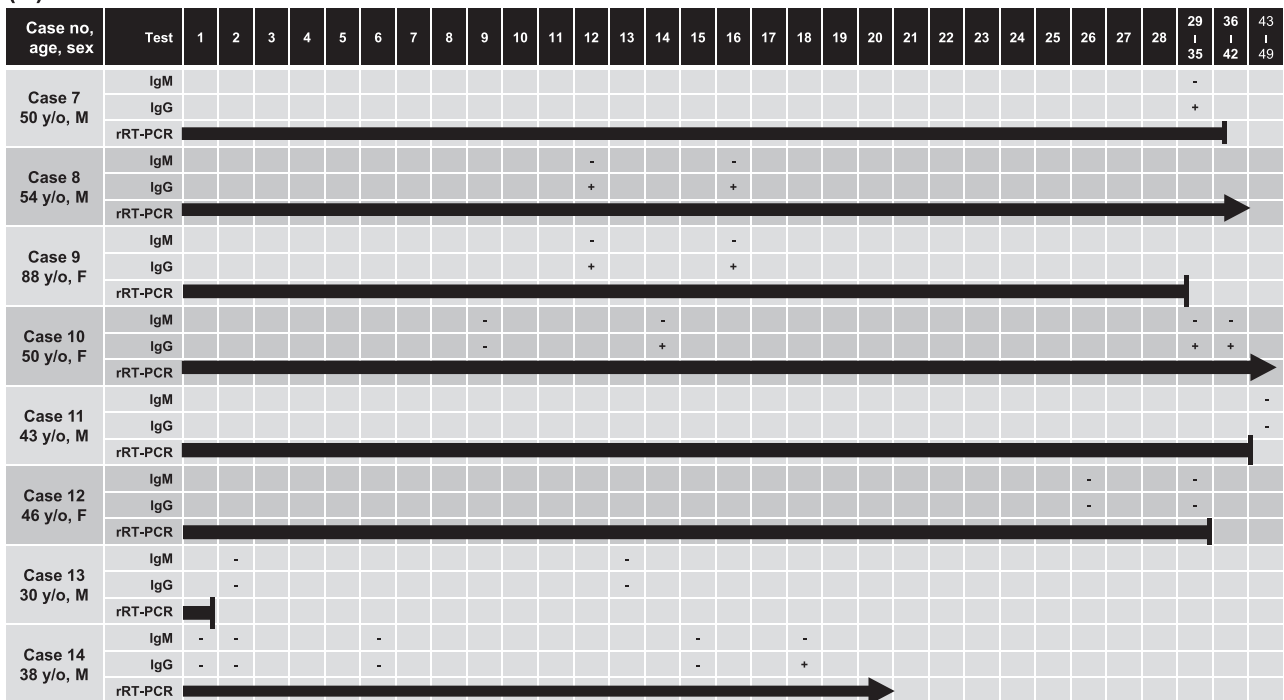 Case no, age, sex Test 1 2 3 4 5 6 7 8 9 10 11 12 13 14 15 16 17 18 19 20 21 22 23 24 25 26 27 28 29-35 36-42 43-49
Case 7
50 y/o, M
IgM -
IgG +
rRT-PCR
Case 8
54 y/o, M
IgM - -
IgG + +
rRT-PCR
Case 9
88 y/o, F
IgM - -
IgG + +
rRT-PCR
Case 10
50 y/o, F
IgM - - - -
IgG - + + +
rRT-PCR
Case 11
43 y/o, M
IgM -
IgG -
rRT-PCR
Case 12
46 y/o, F
IgM - -
IgG - -
rRT-PCR
Case 13
30 y/o, M
IgM - -
IgG - -
rRT-PCR
Case 14
38 y/o, M
IgM - - - - -
IgG - - - - +
rRT-PCR